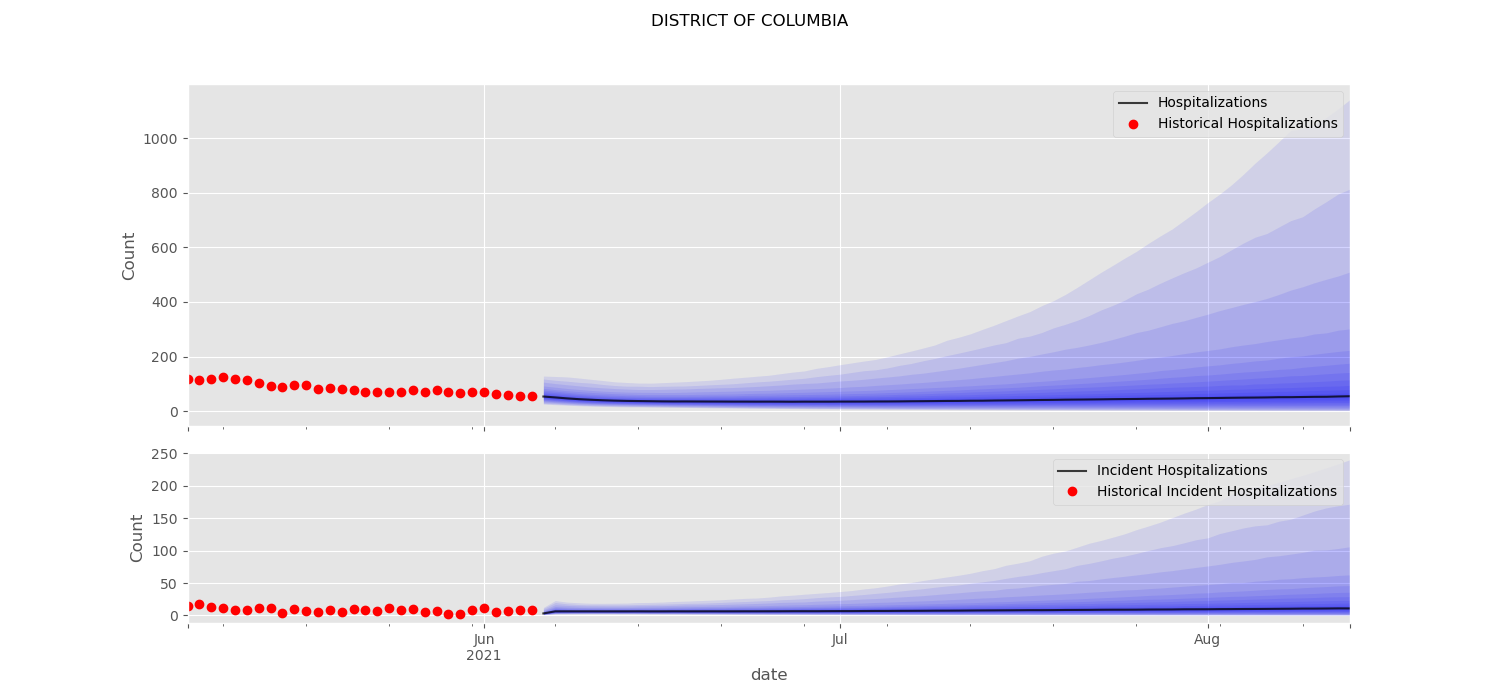 DISTRICT OF COLUMBIA
Hospitalizations
Historical Hospitalizations
Count
1000
800
600
400
200
0
Incident Hospitalizations
Historical Incident Hospitalizations
Count
250
200
150
100
50
0
Jun
2021
Jul
Aug
date